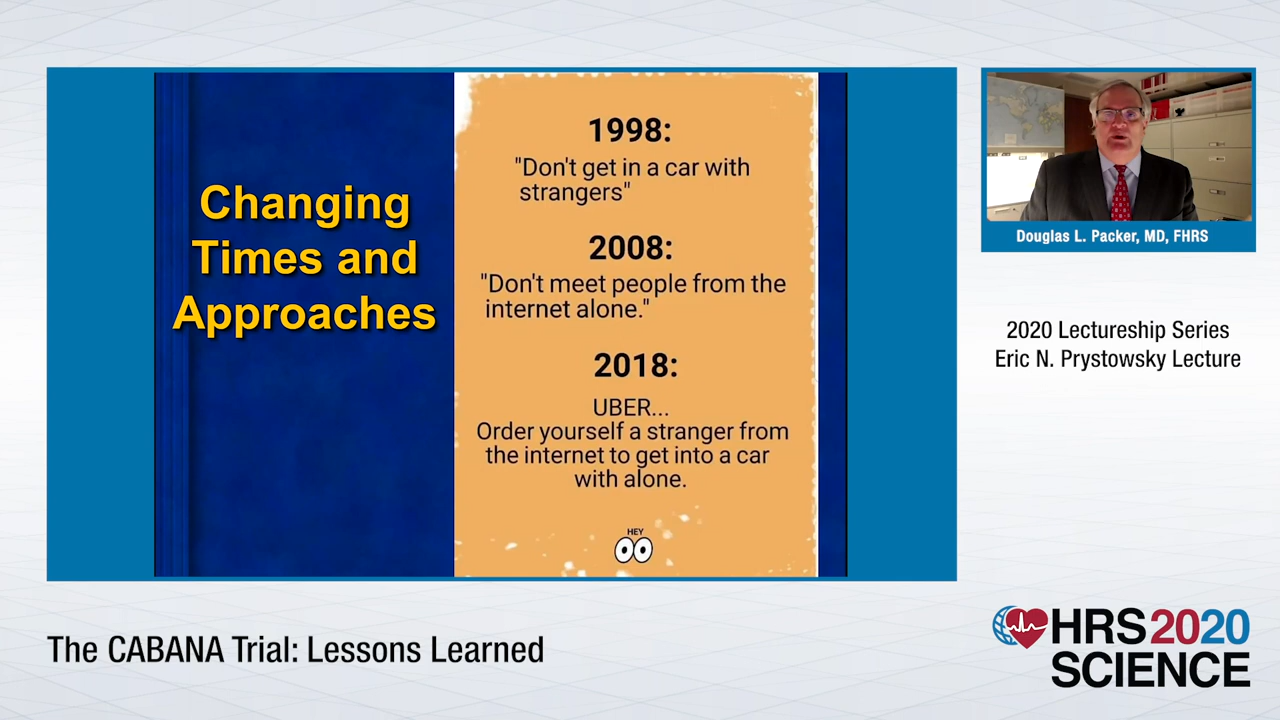 Changing
Times and
Approaches
1998:
"Don't get in a car with
strangers"
2008:
"Don't meet people from the
internet alone."
2018:
UBER...
Order yourself a stranger from
the internet to get into a car
with alone.
HEY
Douglas L. Packer, MD, FHRS
2020 Lectureship Series
Eric N. Prystowsky Lecture
The CABANA Trial: Lessons Learned
HRS2020
SCIENCE